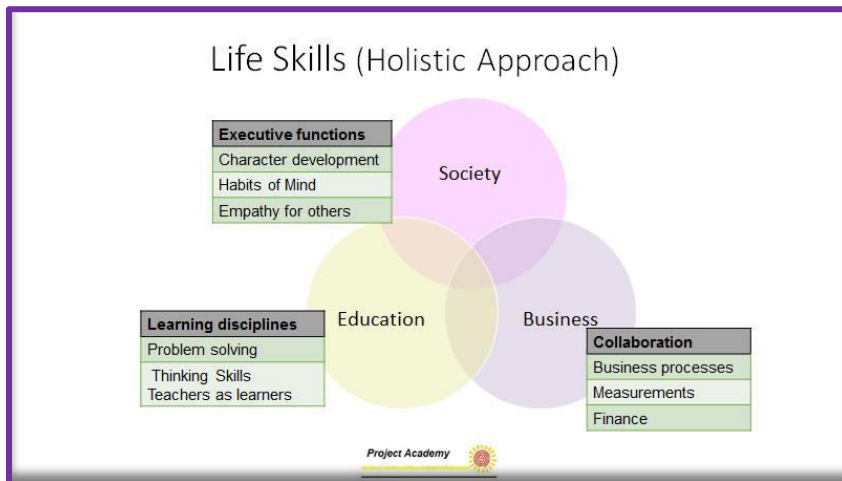 Life Skills (Holistic Approach)
Executive functions
Character development
Habits of Mind
Empathy for others
Society
Education
Business
Learning disciplines
Problem solving
Thinking Skills
Teachers as learners
Collaboration
Business processes
Measurements
Finance
Project Academy